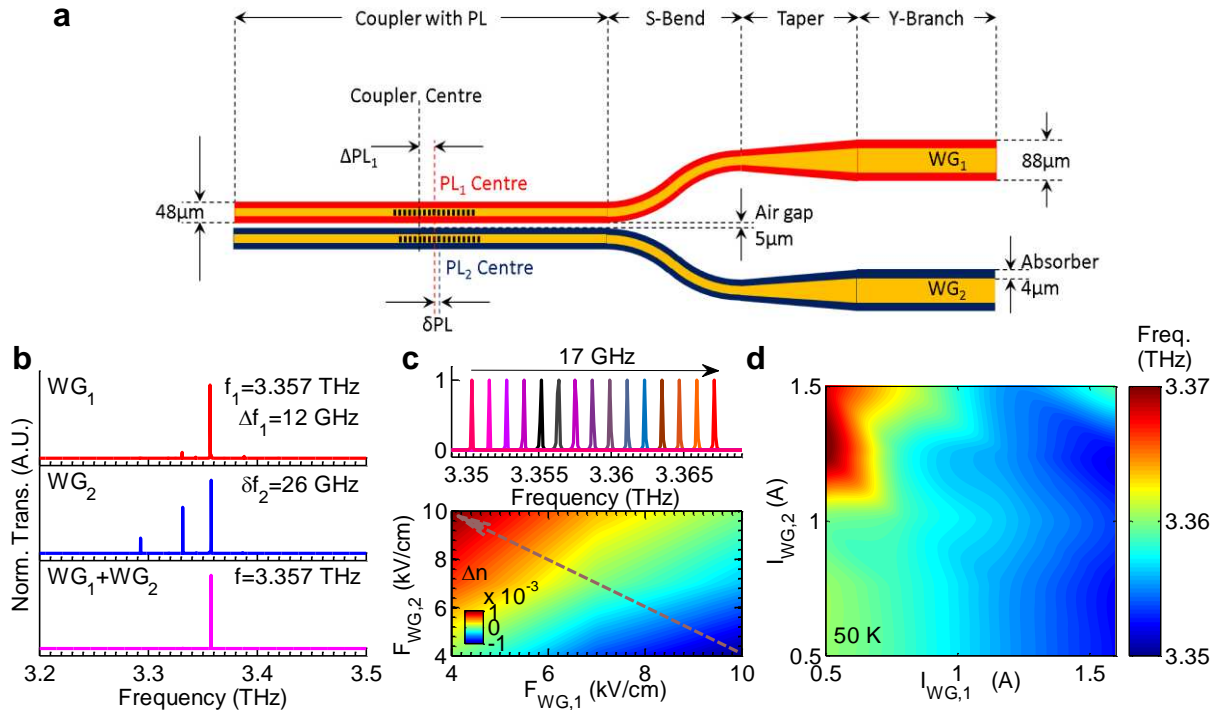 a
Coupler with PL
S-Bend
Taper
Y-Branch
Coupler Centre
ΔPL₁
PL₁ Centre
48μm
WG₁
88μm
Air gap
5μm
PL₂ Centre
δPL
WG₂
Absorber
4μm
b
Norm. Trans. (A.U.)
WG₁
f₁=3.357 THz
Δf₁=12 GHz
WG₂
δf₂=26 GHz
WG₁+WG₂
f=3.357 THz
3.2 3.3 3.4 3.5
Frequency (THz)
c
17 GHz
1
0
3.35 3.355 3.36 3.365
Frequency (THz)
F_WG,2 (kV/cm)
10
8
6
4
Δn
x 10⁻³
1
0
-1
4 6 8 10
F_WG,1 (kV/cm)
d
I_WG,2 (A)
1.5
1.0
0.5
50 K
0.5 1 1.5
I_WG,1 (A)
Freq.
(THz)
3.37
3.36
3.35